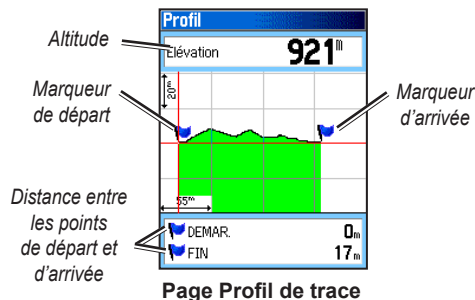 Profil
Altitude
Elévation 921m
Marqueur
de départ
Marqueur
d'arrivée
20m
55m
Distance entre
les points
de départ et
d'arrivée
DEMAR. 0m
FIN 17m
Page Profil de trace